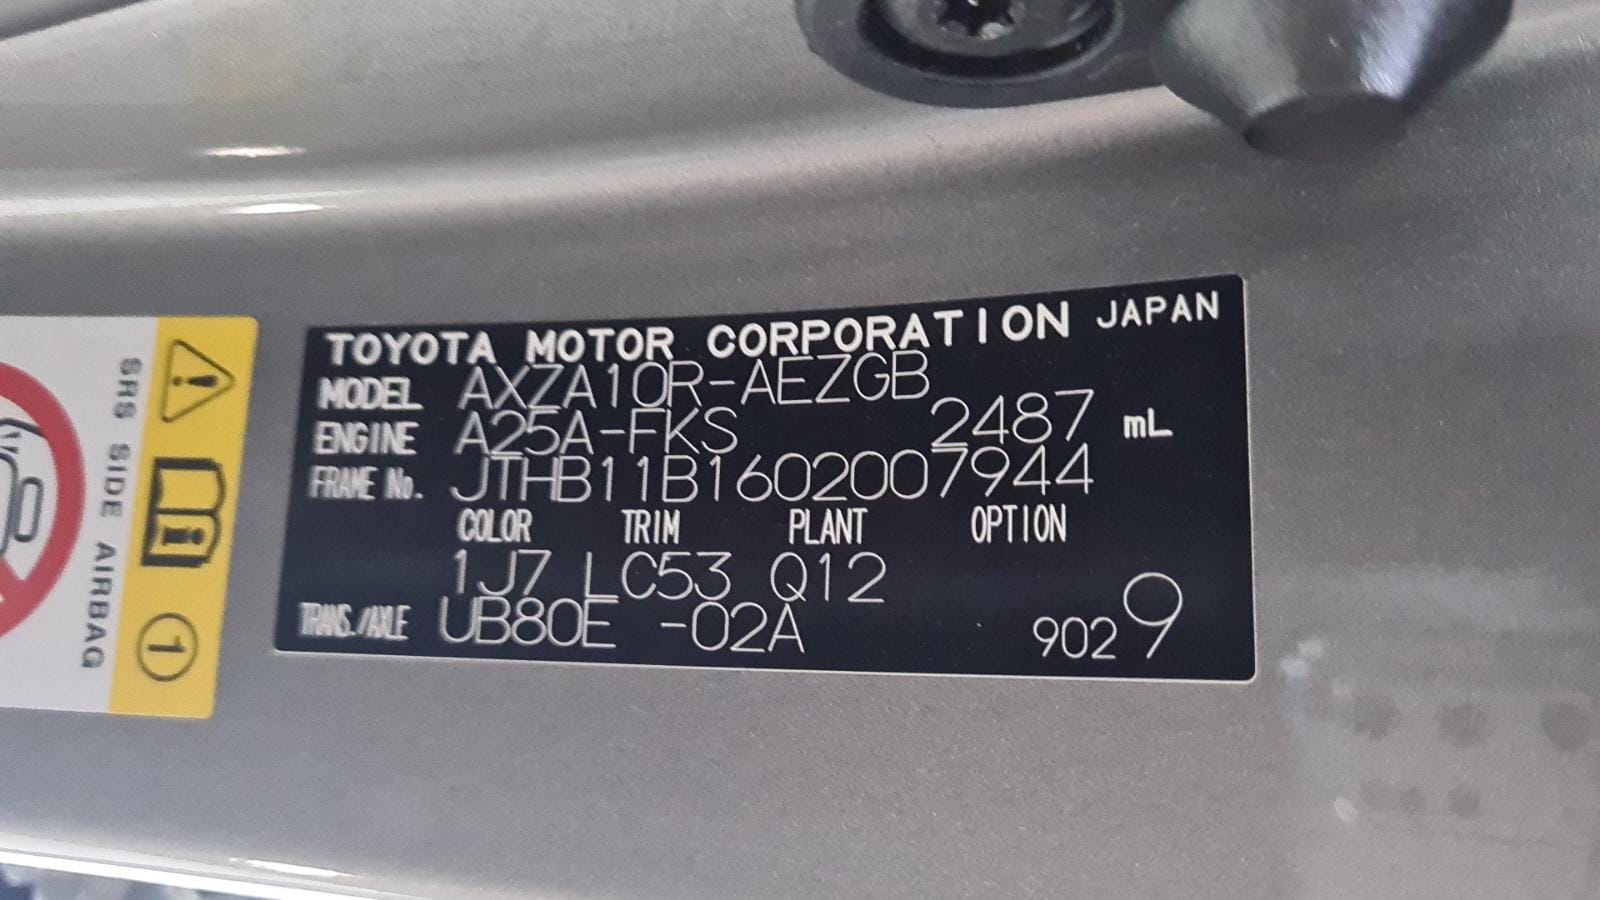 TOYOTA MOTOR CORPORATION JAPAN
MODEL AXZA10R-AEZGB
ENGINE A25A-FKS 2487 mL
FRAME No. JTHB11B1602007944
COLOR TRIM PLANT OPTION
1J7 LC53 Q12
TRANS./AXLE UB80E -02A 9029
SRS SIDE AIRBAG
1